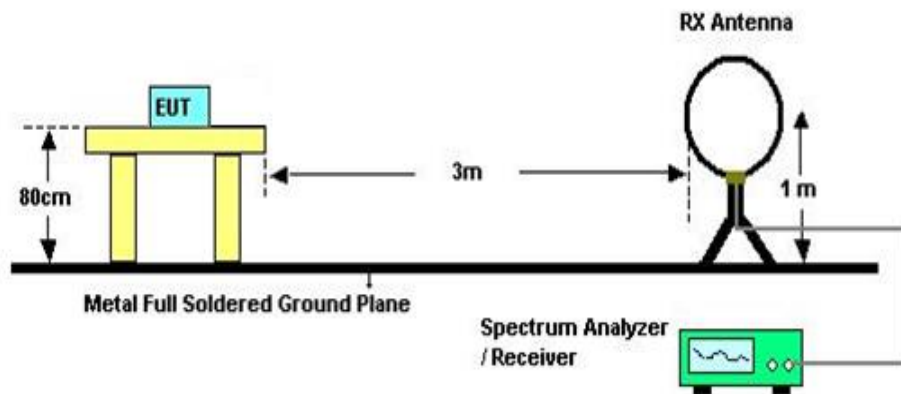 RX Antenna
EUT
3m
80cm
1 m
Metal Full Soldered Ground Plane
Spectrum Analyzer
/ Receiver